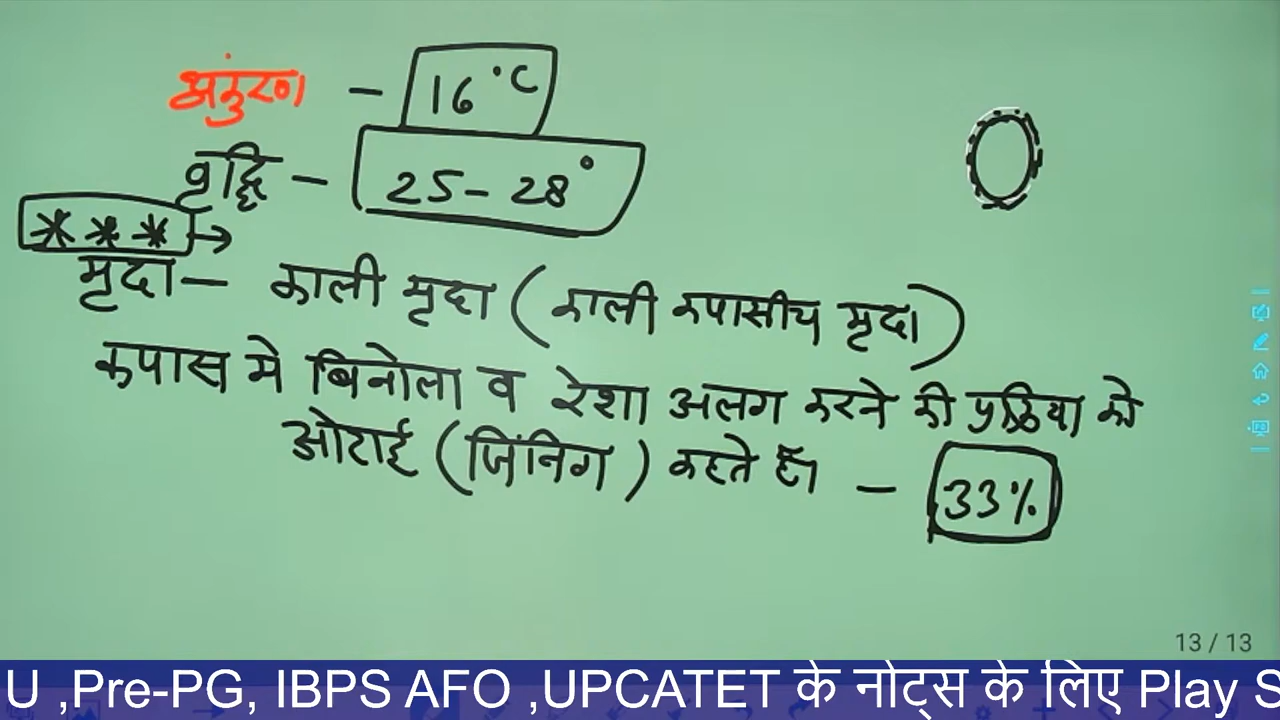 अंकुरण - 16°C
वृद्धि - 25-28°
*** →
मृदा - काली मृदा (काली कपासीय मृदा)
कपास मे बिनोला व रेशा अलग करने की प्रक्रिया को
ओटाई (जिंनिग) कहते है। - 33%
13 / 13
U ,Pre-PG, IBPS AFO ,UPCATET के नोट्स के लिए Play S